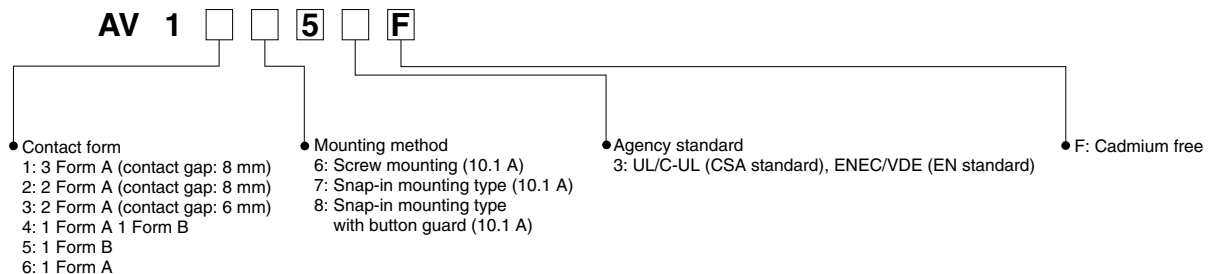 AV 1 5 F
Contact form
1: 3 Form A (contact gap: 8 mm)
2: 2 Form A (contact gap: 8 mm)
3: 2 Form A (contact gap: 6 mm)
4: 1 Form A 1 Form B
5: 1 Form B
6: 1 Form A
Mounting method
6: Screw mounting (10.1 A)
7: Snap-in mounting type (10.1 A)
8: Snap-in mounting type
with button guard (10.1 A)
Agency standard
3: UL/C-UL (CSA standard), ENEC/VDE (EN standard)
F: Cadmium free